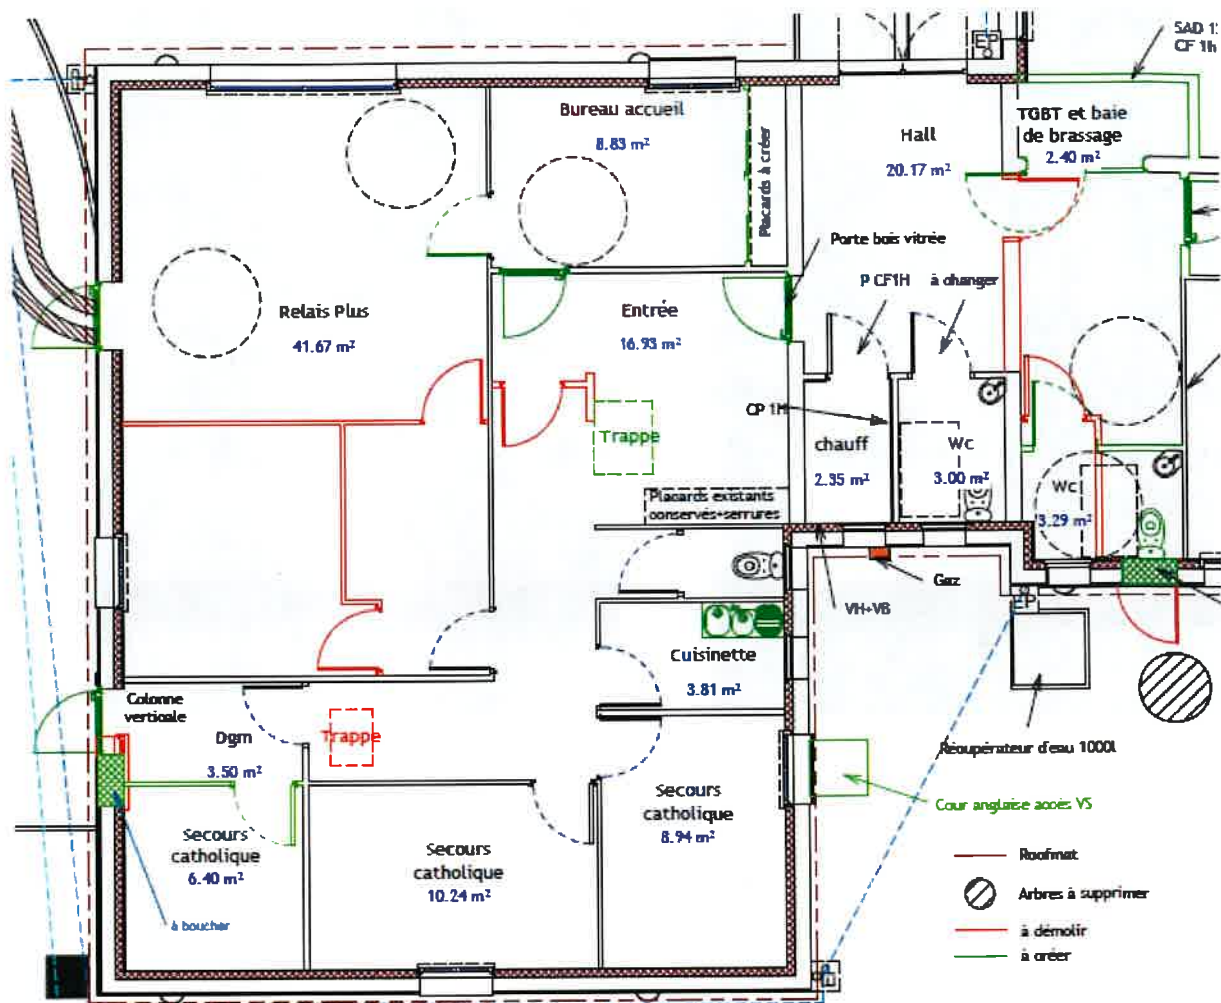 SAD 1
CF 1h
EP
Bureau accueil
8.83 m²
Placards à créer
Hall
20.17 m²
TGBT et baie
de brassage
2.40 m²
Porte bois vitrée
P CF1H
à changer
Relais Plus
41.67 m²
Entrée
16.93 m²
CP 1H
Trappe
chauff
2.35 m²
Wc
3.00 m²
Wc
3.29 m²
Placards existants
conservés+serrures
Gaz
VH+VB
EP
Cuisinette
3.81 m²
Colonne
verticale
Dgm
3.50 m²
Trappe
Récupérateur d'eau 1000l
Cour anglaise accès VS
Secours
catholique
8.94 m²
Secours
catholique
6.40 m²
Secours
catholique
10.24 m²
à boucher
Roofmat
Arbres à supprimer
à démolir
à créer